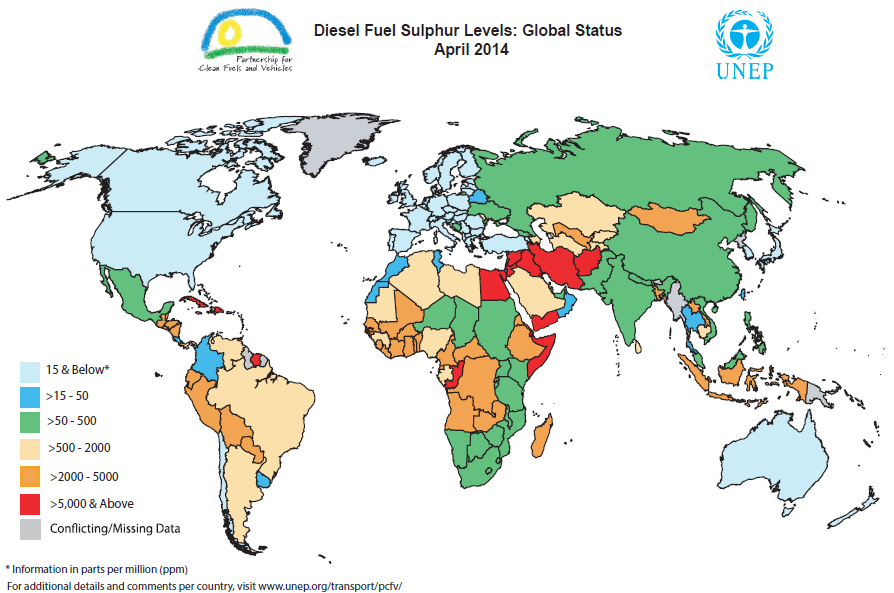 Diesel Fuel Sulphur Levels: Global Status
April 2014
Partnership for
Clean Fuels and Vehicles
UNEP
15 & Below*
>15 - 50
>50 - 500
>500 - 2000
>2000 - 5000
>5,000 & Above
Conflicting/Missing Data
* Information in parts per million (ppm)
For additional details and comments per country, visit www.unep.org/transport/pcfv/